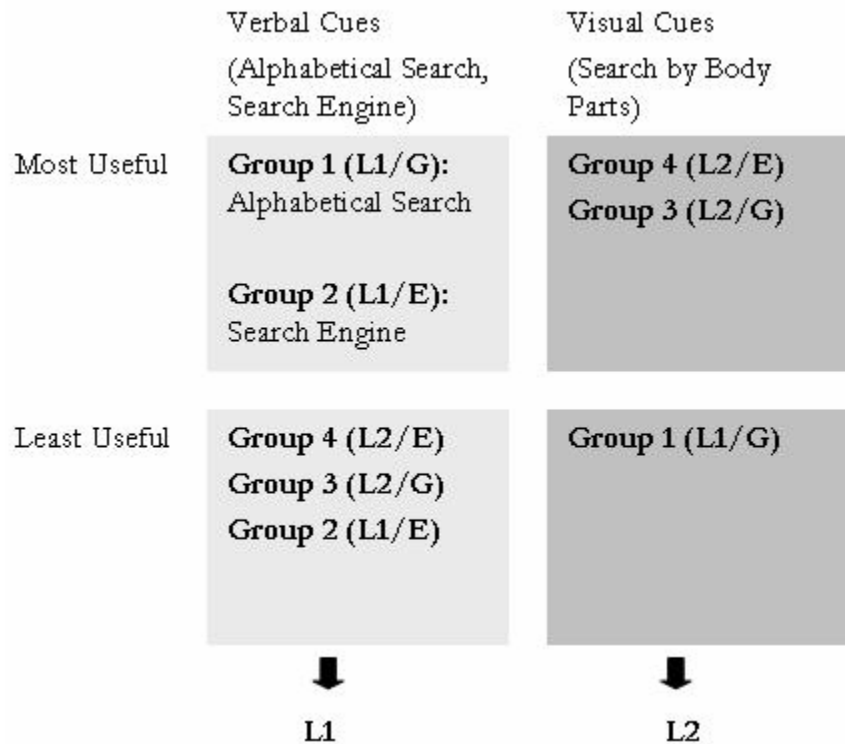 Verbal Cues
(Alphabetical Search,
Search Engine)
Visual Cues
(Search by Body
Parts)
Most Useful
Group 1 (L1/G):
Alphabetical Search
Group 2 (L1/E):
Search Engine
Group 4 (L2/E)
Group 3 (L2/G)
Least Useful
Group 4 (L2/E)
Group 3 (L2/G)
Group 2 (L1/E)
Group 1 (L1/G)
L1
L2